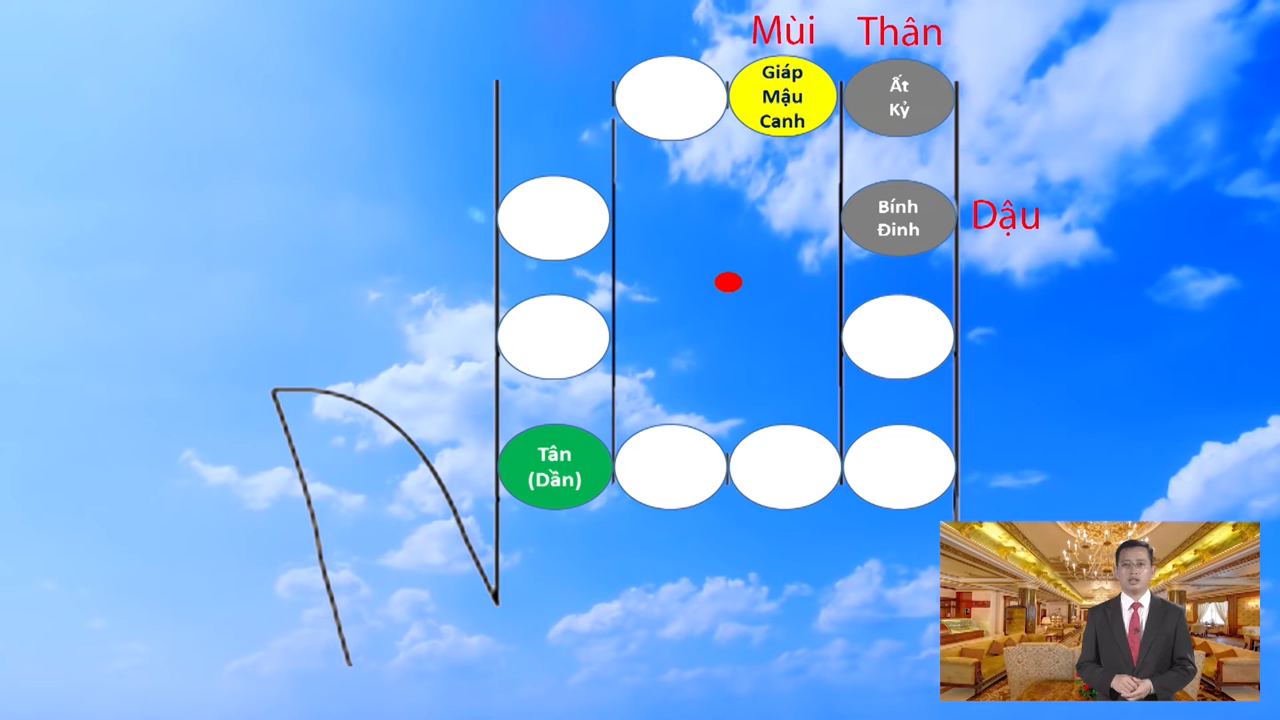 Mùi Thân
Giáp
Mậu
Canh
Ất
Kỷ
Bính
Đinh
Dậu
Tân
(Dần)